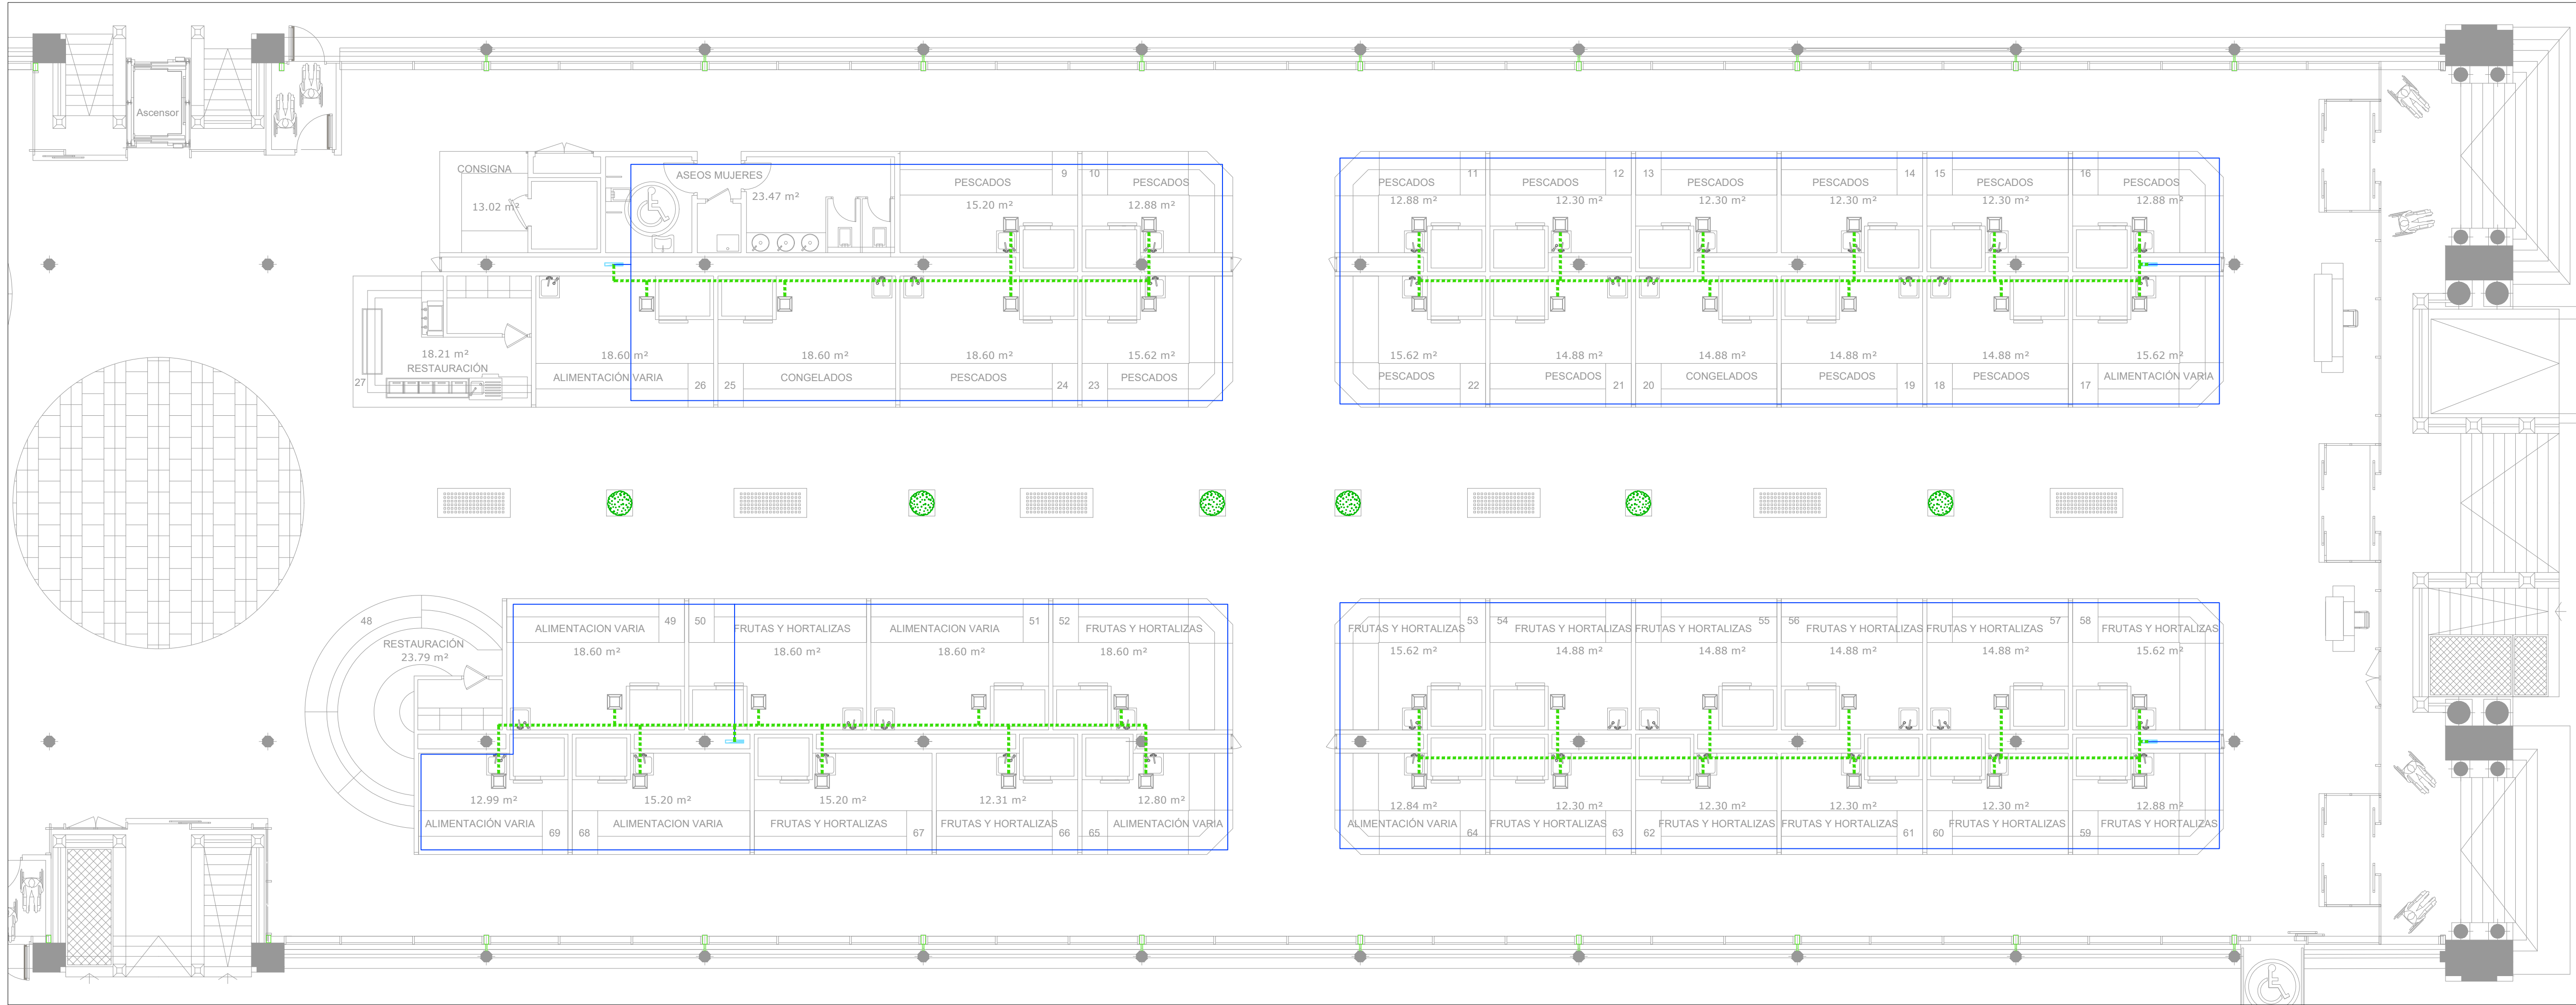 Ascensor
CONSIGNA
13.02 m²
ASEOS MUJERES
23.47 m²
PESCADOS
9
15.20 m²
10
PESCADOS
12.88 m²
PESCADOS
11
12.88 m²
PESCADOS
12
12.30 m²
13
PESCADOS
12.30 m²
PESCADOS
14
12.30 m²
15
PESCADOS
12.30 m²
16
PESCADOS
12.88 m²
27
18.21 m²
RESTAURACIÓN
18.60 m²
ALIMENTACIÓN VARIA
26
18.60 m²
25
CONGELADOS
18.60 m²
PESCADOS
24
15.62 m²
23
PESCADOS
15.62 m²
PESCADOS
22
14.88 m²
PESCADOS
21
14.88 m²
20
CONGELADOS
14.88 m²
PESCADOS
19
14.88 m²
18
PESCADOS
15.62 m²
17
ALIMENTACIÓN VARIA
48
RESTAURACIÓN
23.79 m²
ALIMENTACION VARIA
49
18.60 m²
50
FRUTAS Y HORTALIZAS
18.60 m²
ALIMENTACION VARIA
51
18.60 m²
52
FRUTAS Y HORTALIZAS
18.60 m²
FRUTAS Y HORTALIZAS
53
15.62 m²
54
FRUTAS Y HORTALIZAS
14.88 m²
FRUTAS Y HORTALIZAS
55
14.88 m²
56
FRUTAS Y HORTALIZAS
14.88 m²
FRUTAS Y HORTALIZAS
57
14.88 m²
58
FRUTAS Y HORTALIZAS
15.62 m²
12.99 m²
ALIMENTACIÓN VARIA
69
15.20 m²
68
ALIMENTACION VARIA
15.20 m²
FRUTAS Y HORTALIZAS
67
12.31 m²
FRUTAS Y HORTALIZAS
66
12.80 m²
65
ALIMENTACIÓN VARIA
12.84 m²
ALIMENTACIÓN VARIA
64
12.30 m²
FRUTAS Y HORTALIZAS
63
12.30 m²
62
FRUTAS Y HORTALIZAS
12.30 m²
FRUTAS Y HORTALIZAS
61
12.30 m²
60
FRUTAS Y HORTALIZAS
12.88 m²
59
FRUTAS Y HORTALIZAS